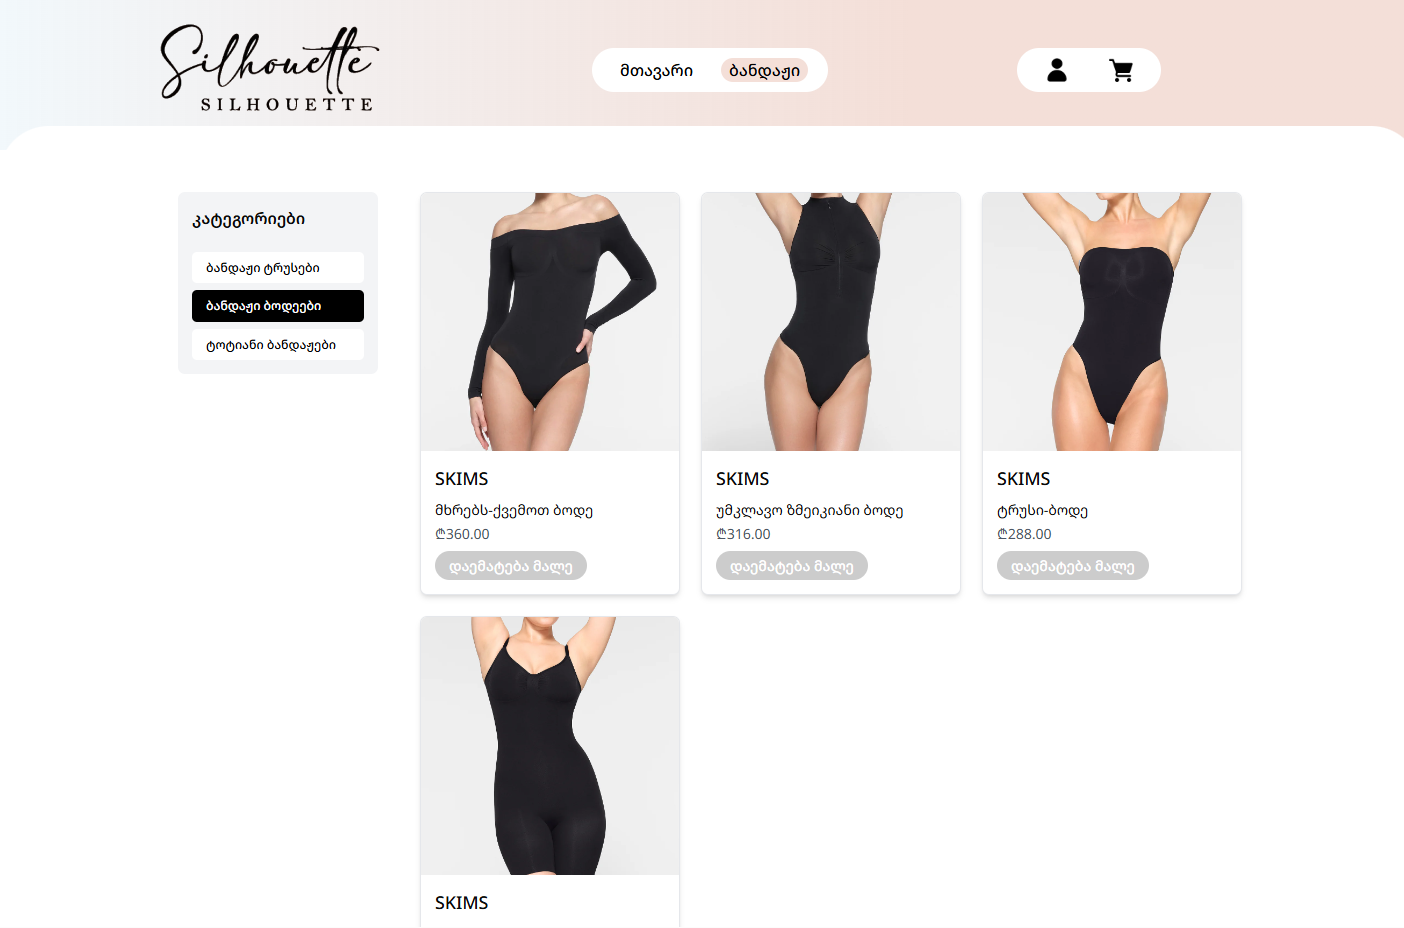 Silhouette
SILHOUETTE
მთავარი
ბანდაჟი
კატეგორიები
ბანდაჟი ტრუსები
ბანდაჟი ბოდეები
ტოტიანი ბანდაჟები
SKIMS
მხრებს-ქვემოთ ბოდე
₾360.00
დაემატება მალე
SKIMS
უმკლავო ზმეიკიანი ბოდე
₾316.00
დაემატება მალე
SKIMS
ტრუსი-ბოდე
₾288.00
დაემატება მალე
SKIMS